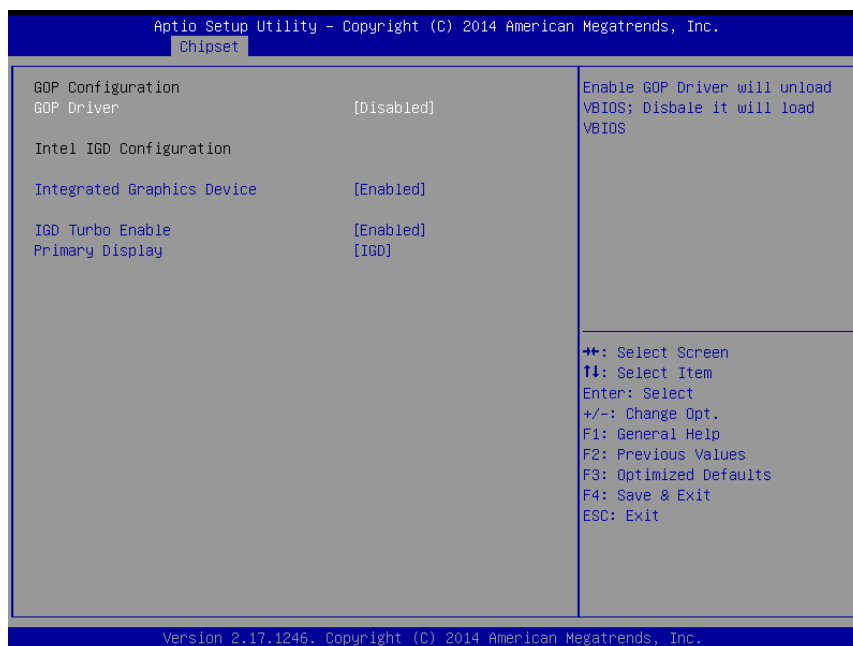 Aptio Setup Utility – Copyright (C) 2014 American Megatrends, Inc.
Chipset
GOP Configuration
GOP Driver [Disabled]
Intel IGD Configuration
Integrated Graphics Device [Enabled]
IGD Turbo Enable [Enabled]
Primary Display [IGD]
Enable GOP Driver will unload
VBIOS; Disbale it will load
VBIOS
→←: Select Screen
↑↓: Select Item
Enter: Select
+/-: Change Opt.
F1: General Help
F2: Previous Values
F3: Optimized Defaults
F4: Save & Exit
ESC: Exit
Version 2.17.1246. Copyright (C) 2014 American Megatrends, Inc.